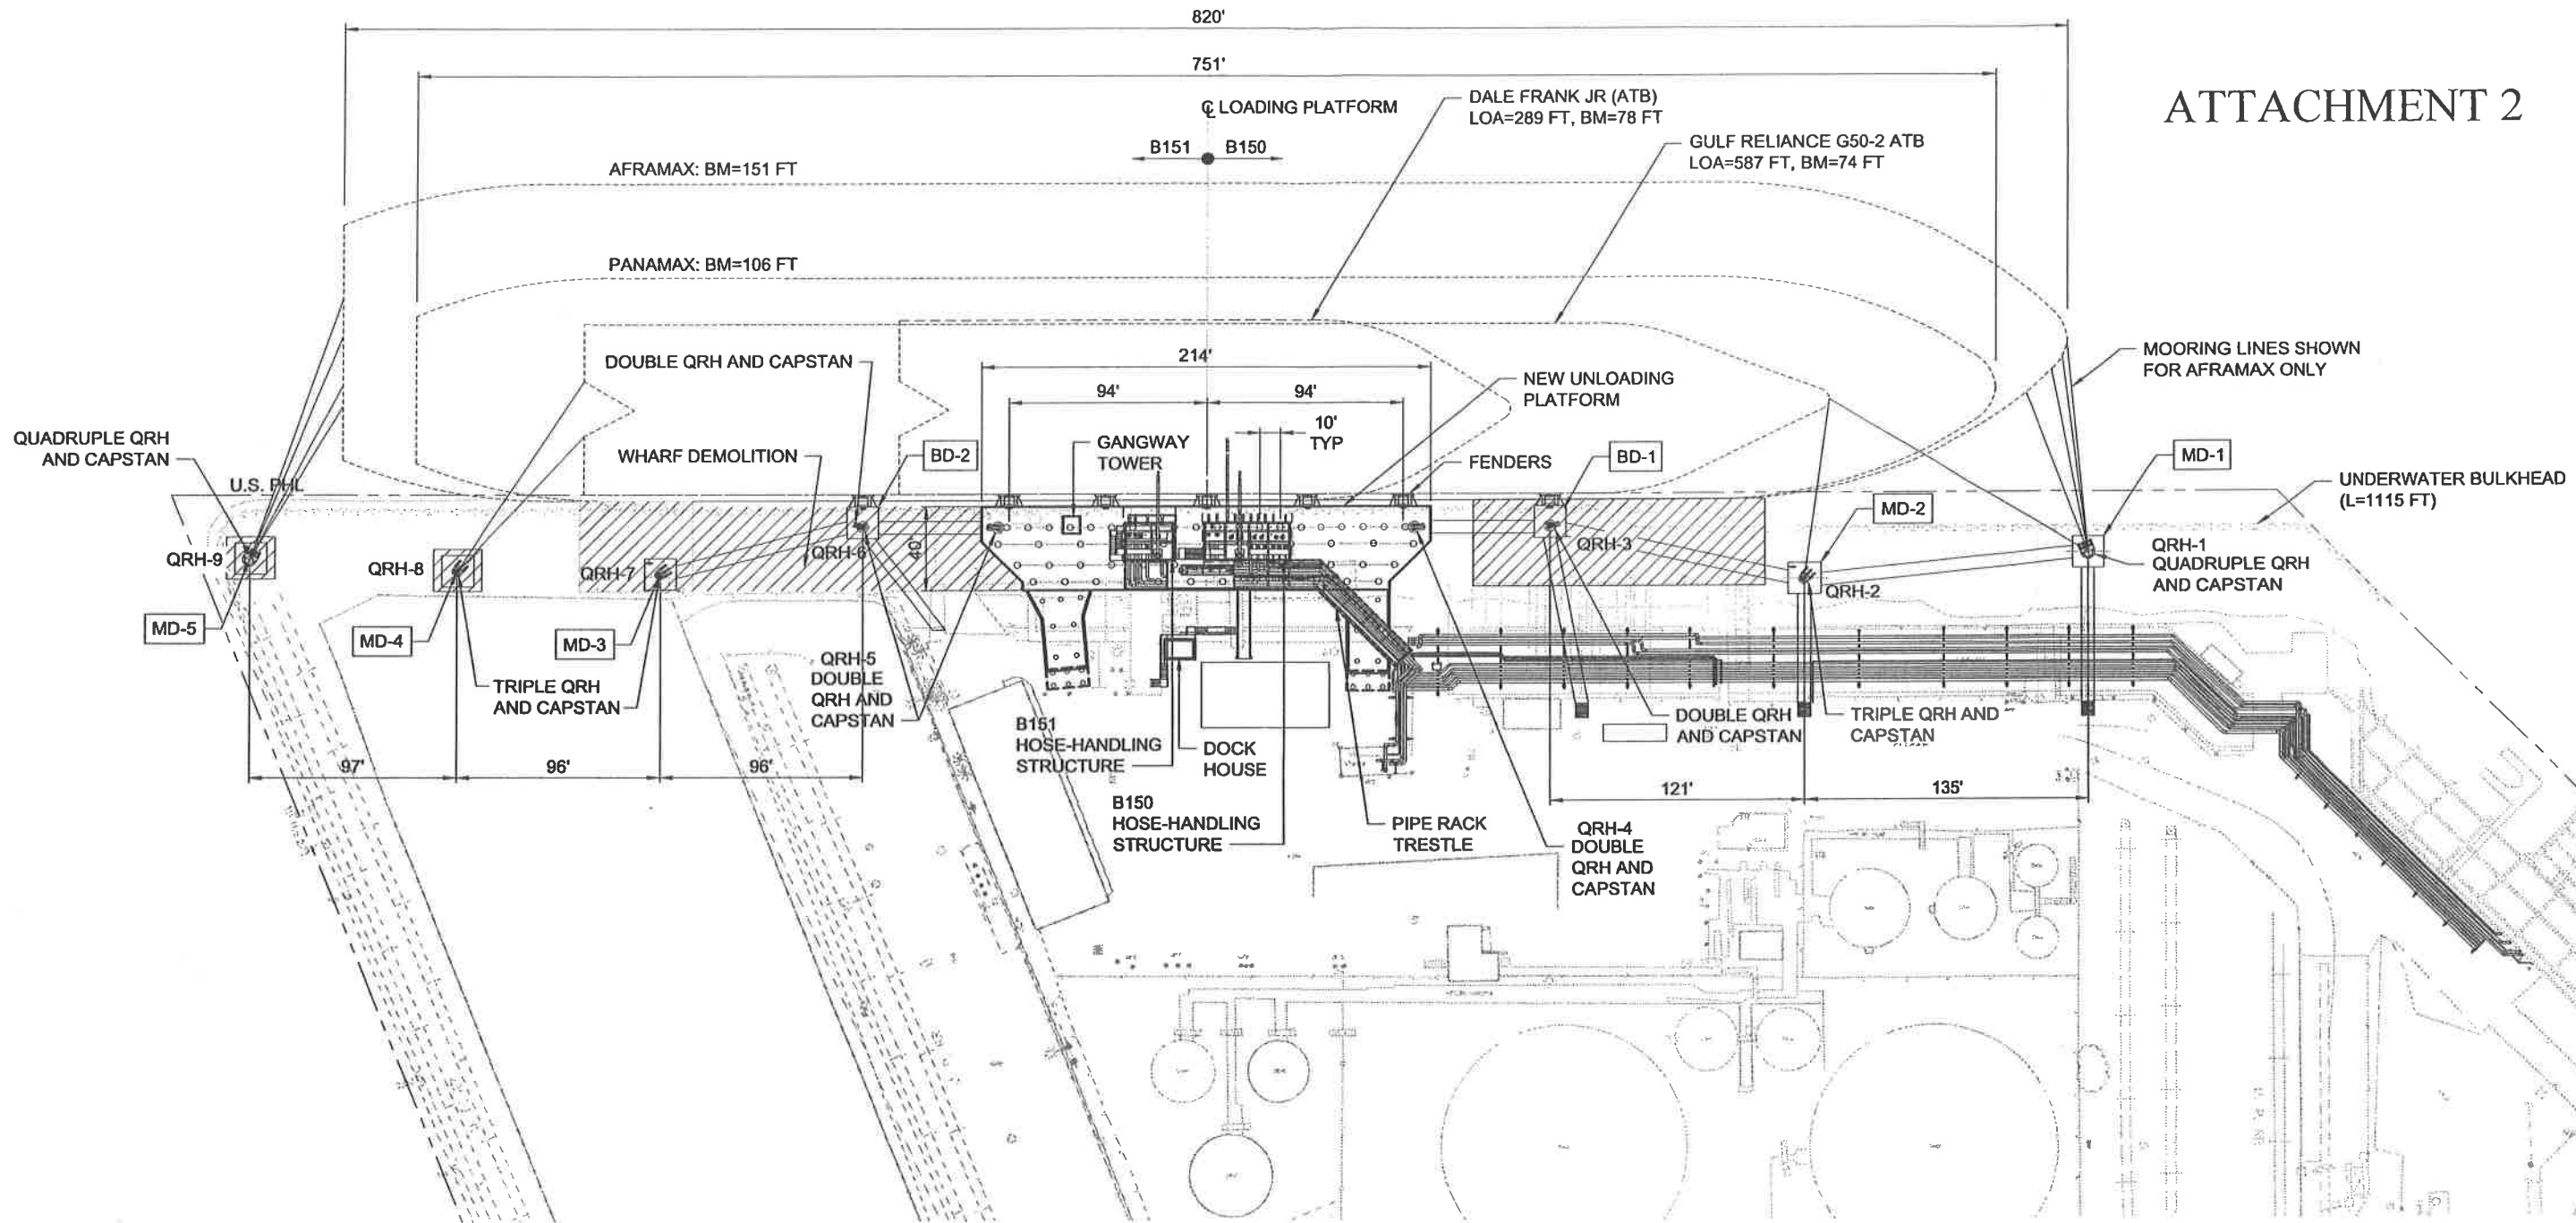 820'
751'
ATTACHMENT 2
℄ LOADING PLATFORM
DALE FRANK JR (ATB)
LOA=289 FT, BM=78 FT
B151
B150
GULF RELIANCE G50-2 ATB
LOA=587 FT, BM=74 FT
AFRAMAX: BM=151 FT
PANAMAX: BM=106 FT
DOUBLE QRH AND CAPSTAN
214'
94'
94'
10'
TYP
NEW UNLOADING
PLATFORM
MOORING LINES SHOWN
FOR AFRAMAX ONLY
QUADRUPLE QRH
AND CAPSTAN
WHARF DEMOLITION
BD-2
GANGWAY
TOWER
FENDERS
BD-1
MD-1
U.S. PHL
UNDERWATER BULKHEAD
(L=1115 FT)
MD-2
QRH-9
QRH-8
QRH-7
QRH-6
40'
QRH-3
QRH-2
QRH-1
QUADRUPLE QRH
AND CAPSTAN
MD-5
MD-4
MD-3
TRIPLE QRH
AND CAPSTAN
QRH-5
DOUBLE
QRH AND
CAPSTAN
B151
HOSE-HANDLING
STRUCTURE
DOCK
HOUSE
DOUBLE QRH
AND CAPSTAN
TRIPLE QRH AND
CAPSTAN
97'
96'
96'
121'
135'
B150
HOSE-HANDLING
STRUCTURE
PIPE RACK
TRESTLE
QRH-4
DOUBLE
QRH AND
CAPSTAN